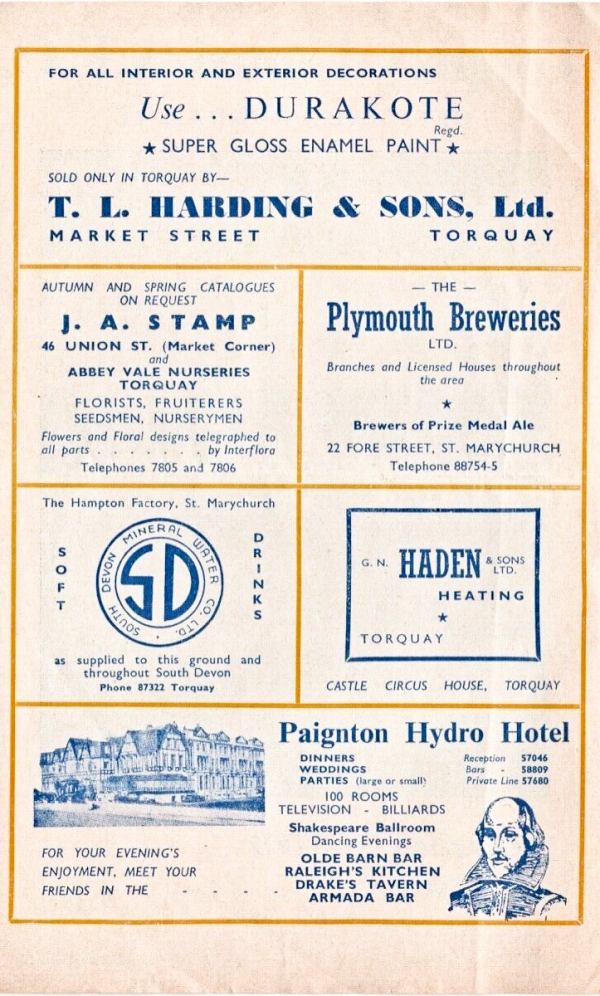 FOR ALL INTERIOR AND EXTERIOR DECORATIONS
Use ... DURAKOTE
Regd.
★ SUPER GLOSS ENAMEL PAINT ★
SOLD ONLY IN TORQUAY BY—
T. L. HARDING & SONS, Ltd.
MARKET STREET TORQUAY
AUTUMN AND SPRING CATALOGUES
ON REQUEST
J. A. STAMP
46 UNION ST. (Market Corner)
and
ABBEY VALE NURSERIES
TORQUAY
FLORISTS, FRUITERERS
SEEDSMEN, NURSERYMEN
Flowers and Floral designs telegraphed to
all parts . . . . . . . by Interflora
Telephones 7805 and 7806
— THE —
Plymouth Breweries
LTD.
Branches and Licensed Houses throughout
the area
★
Brewers of Prize Medal Ale
22 FORE STREET, ST. MARYCHURCH
Telephone 88754-5
The Hampton Factory, St. Marychurch
SOFT
SOUTH DEVON MINERAL WATER CO. LTD.
SD
DRINKS
as supplied to this ground and
throughout South Devon
Phone 87322 Torquay
G. N. HADEN & SONS LTD.
HEATING
★
TORQUAY
CASTLE CIRCUS HOUSE, TORQUAY
Paignton Hydro Hotel
DINNERS
WEDDINGS
PARTIES (large or small)
Reception 57046
Bars - 58809
Private Line 57680
100 ROOMS
TELEVISION - BILLIARDS
Shakespeare Ballroom
Dancing Evenings
FOR YOUR EVENING'S
ENJOYMENT, MEET YOUR
FRIENDS IN THE - - - -
OLDE BARN BAR
RALEIGH'S KITCHEN
DRAKE'S TAVERN
ARMADA BAR